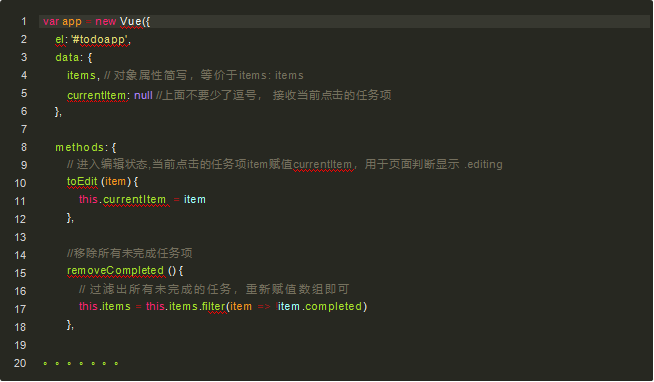 1 var app = new Vue({
2 el: '#todoapp',
3 data: {
4 items, // 对象属性简写，等价于items: items
5 currentItem: null //上面不要少了逗号， 接收当前点击的任务项
6 },
7
8 methods: {
9 // 进入编辑状态,当前点击的任务项item赋值currentItem，用于页面判断显示 .editing
10 toEdit (item) {
11 this.currentItem = item
12 },
13
14 //移除所有未完成任务项
15 removeCompleted () {
16 // 过滤出所有未完成的任务，重新赋值数组即可
17 this.items = this.items.filter(item => !item.completed)
18 },
19
20 。。。。。。。